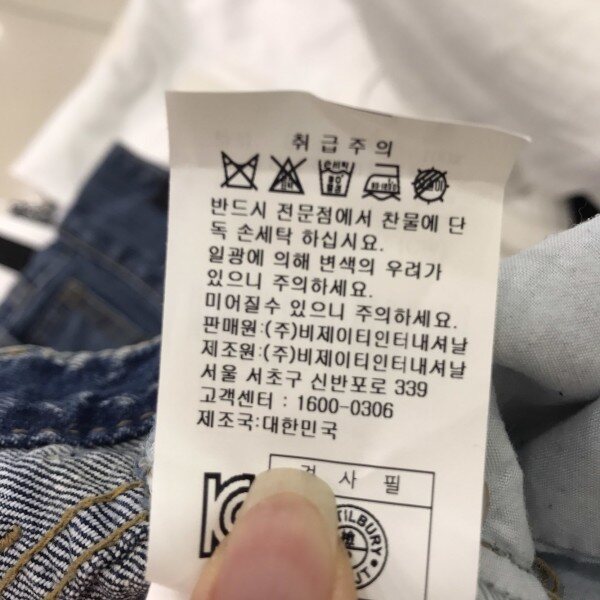 취급주의
반드시 전문점에서 찬물에 단
독 손세탁 하십시요.
일광에 의해 변색의 우려가
있으니 주의하세요.
미어질수 있으니 주의하세요.
판매원:(주)비제이티인터내셔날
제조원:(주)비제이티인터내셔날
서울 서초구 신반포로 339
고객센터 : 1600-0306
제조국:대한민국
검 사 필
KILBURY